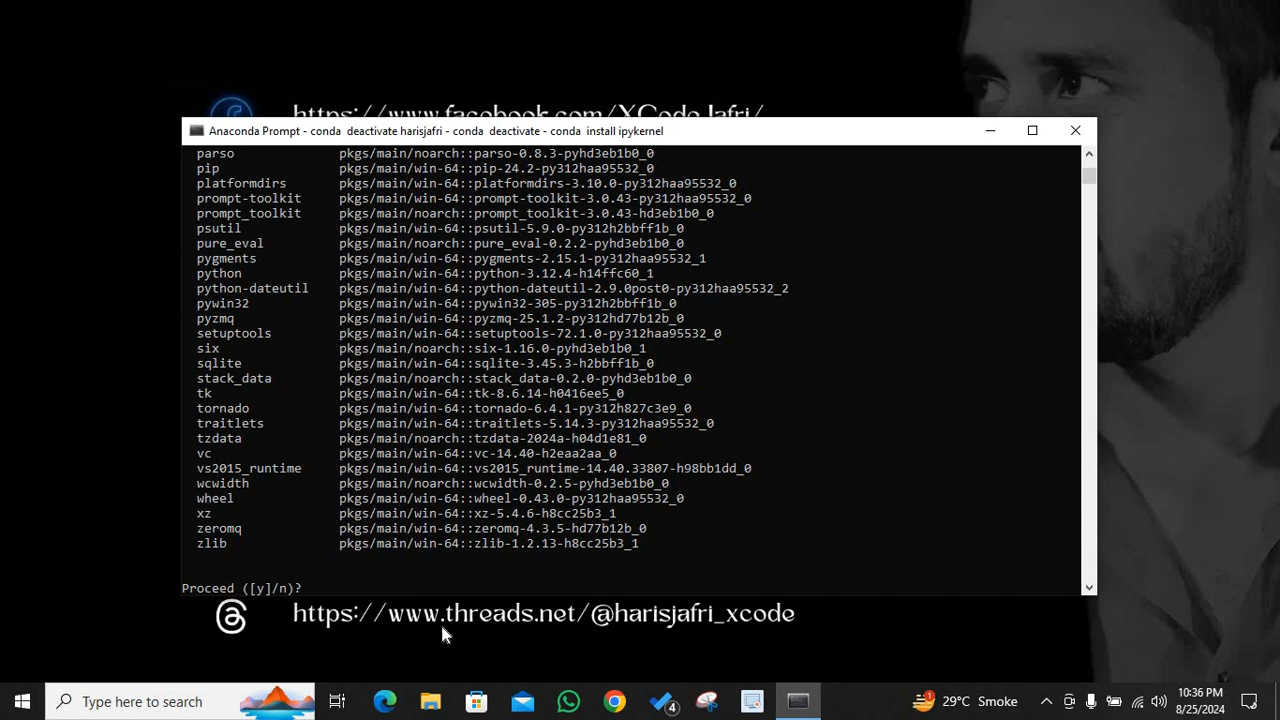 https://www.facebook.com/XCodeJafri/
Anaconda Prompt - conda  deactivate harisjafri - conda  deactivate - conda  install ipykernel
parso pkgs/main/noarch::parso-0.8.3-pyhd3eb1b0_0
pip pkgs/main/win-64::pip-24.2-py312haa95532_0
platformdirs pkgs/main/win-64::platformdirs-3.10.0-py312haa95532_0
prompt-toolkit pkgs/main/win-64::prompt-toolkit-3.0.43-py312haa95532_0
prompt_toolkit pkgs/main/noarch::prompt_toolkit-3.0.43-hd3eb1b0_0
psutil pkgs/main/win-64::psutil-5.9.0-py312h2bbff1b_0
pure_eval pkgs/main/noarch::pure_eval-0.2.2-pyhd3eb1b0_0
pygments pkgs/main/win-64::pygments-2.15.1-py312haa95532_1
python pkgs/main/win-64::python-3.12.4-h14ffc60_1
python-dateutil pkgs/main/win-64::python-dateutil-2.9.0post0-py312haa95532_2
pywin32 pkgs/main/win-64::pywin32-305-py312h2bbff1b_0
pyzmq pkgs/main/win-64::pyzmq-25.1.2-py312hd77b12b_0
setuptools pkgs/main/win-64::setuptools-72.1.0-py312haa95532_0
six pkgs/main/noarch::six-1.16.0-pyhd3eb1b0_1
sqlite pkgs/main/win-64::sqlite-3.45.3-h2bbff1b_0
stack_data pkgs/main/noarch::stack_data-0.2.0-pyhd3eb1b0_0
tk pkgs/main/win-64::tk-8.6.14-h0416ee5_0
tornado pkgs/main/win-64::tornado-6.4.1-py312h827c3e9_0
traitlets pkgs/main/win-64::traitlets-5.14.3-py312haa95532_0
tzdata pkgs/main/noarch::tzdata-2024a-h04d1e81_0
vc pkgs/main/win-64::vc-14.40-h2eaa2aa_0
vs2015_runtime pkgs/main/win-64::vs2015_runtime-14.40.33807-h98bb1dd_0
wcwidth pkgs/main/noarch::wcwidth-0.2.5-pyhd3eb1b0_0
wheel pkgs/main/win-64::wheel-0.43.0-py312haa95532_0
xz pkgs/main/win-64::xz-5.4.6-h8cc25b3_1
zeromq pkgs/main/win-64::zeromq-4.3.5-hd77b12b_0
zlib pkgs/main/win-64::zlib-1.2.13-h8cc25b3_1
Proceed ([y]/n)?
https://www.threads.net/@harisjafri_xcode
Type here to search
4
1
29°C Smoke
10:36 PM
8/25/2024